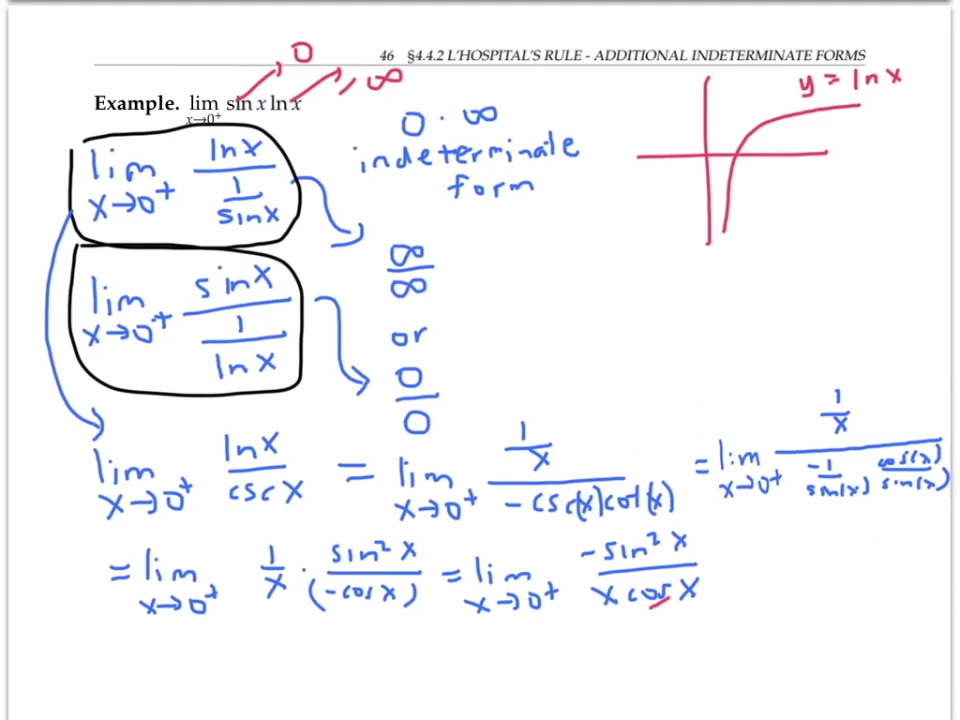 46 §4.4.2 L'HOSPITAL'S RULE - ADDITIONAL INDETERMINATE FORMS
0
-∞
Example. lim x→0⁺ sin x ln x
y = ln x
0 · ∞
indeterminate
form
lim x→0⁺ ln x / (1 / sin x)
∞/∞
lim x→0⁺ sin x / (1 / ln x)
or
0/0
lim x→0⁺ ln x / csc x = lim x→0⁺ (1/x) / (-csc(x)cot(x)) = lim x→0⁺ (1/x) / ((-1/sin(x)) (cos(x)/sin(x)))
= lim x→0⁺ 1/x · sin² x / (-cos x) = lim x→0⁺ -sin² x / (x cos x)